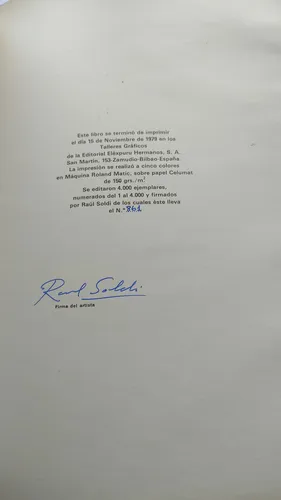 Este libro se terminó de imprimir
el día 15 de Noviembre de 1979 en los
Talleres Gráficos
de la Editorial Eléxpuru Hermanos, S. A.
San Martín, 153-Zamudio-Bilbao-España
La impresión se realizó a cinco colores
en Máquina Roland Matic, sobre papel Celumat
de 150 grs./m²
Se editaron 4.000 ejemplares,
numerados del 1 al 4.000 y firmados
por Raúl Soldi de los cuales éste lleva
el N.º 861
Raul Soldi
firma del artista